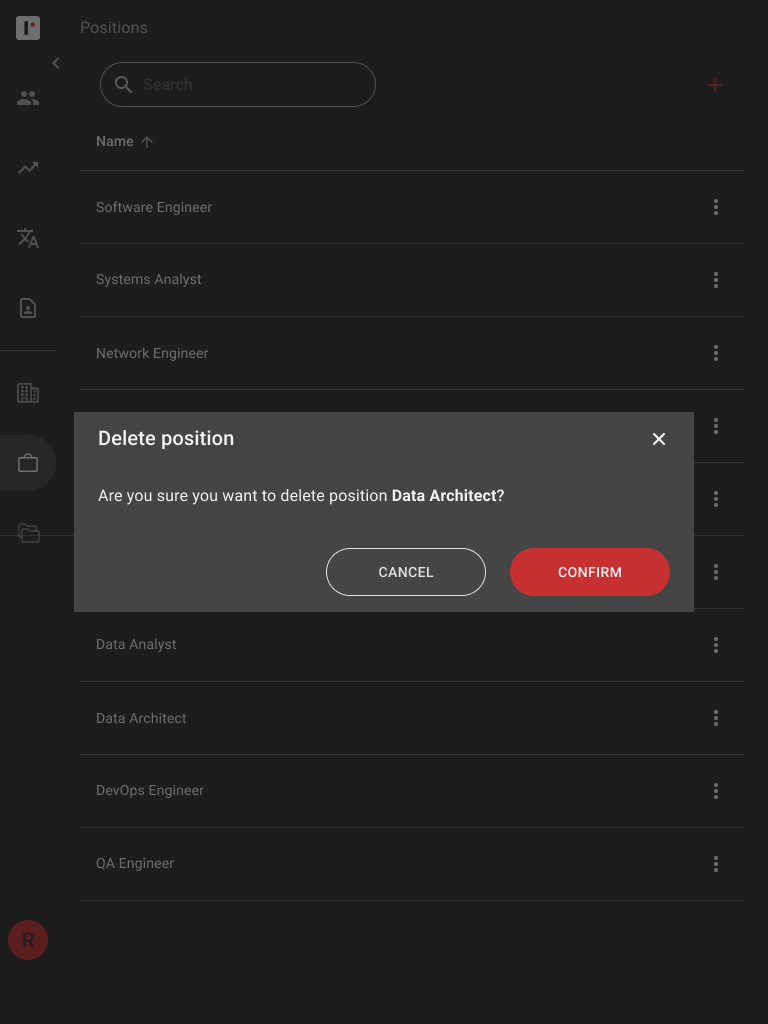 Positions
Search
Name
Software Engineer
Systems Analyst
Network Engineer
Delete position
Are you sure you want to delete position Data Architect?
CANCEL
CONFIRM
Data Analyst
Data Architect
DevOps Engineer
QA Engineer
R